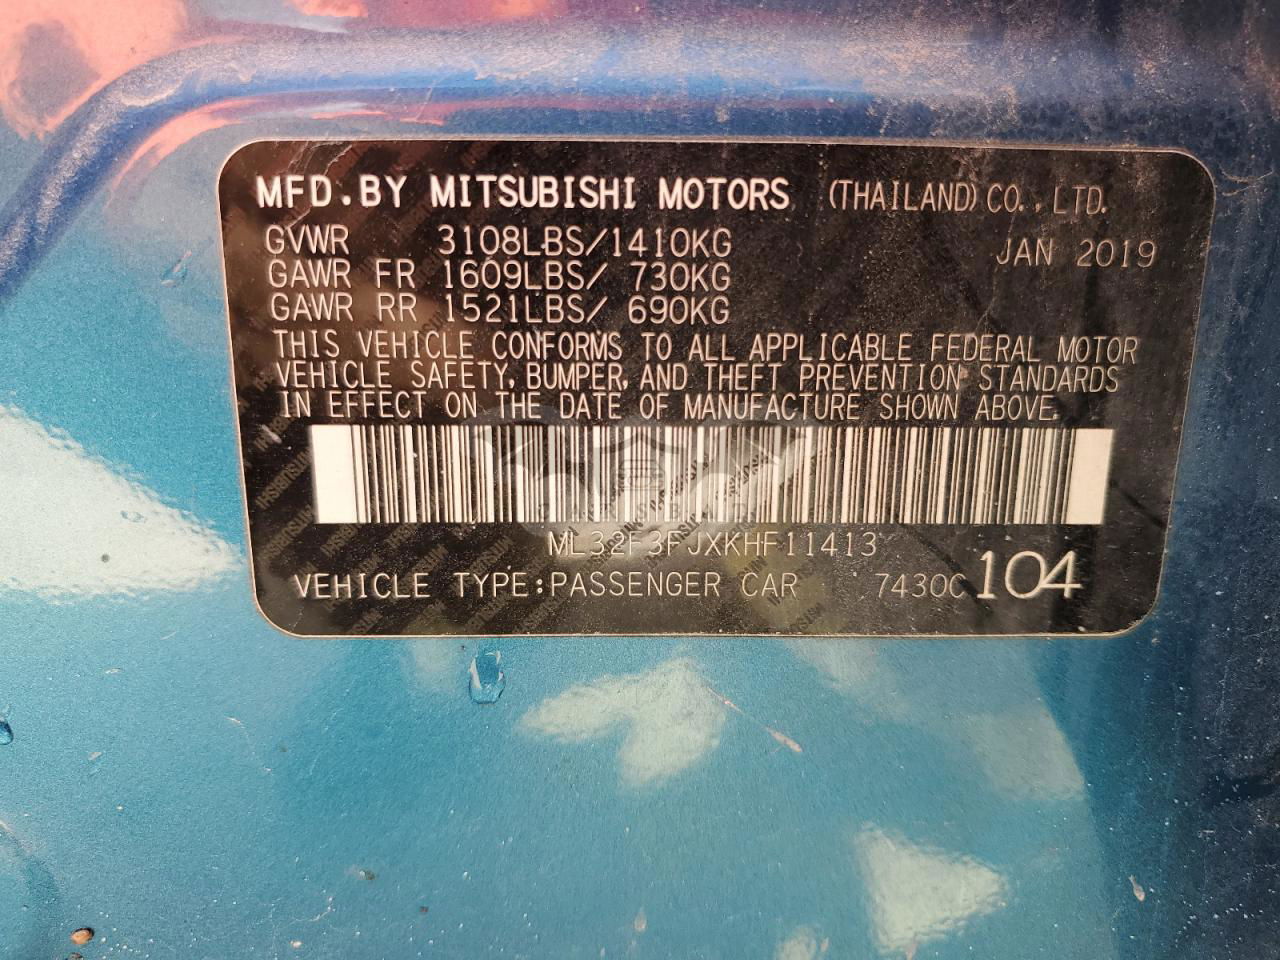 MFD.BY MITSUBISHI MOTORS (THAILAND) CO., LTD.
GVWR 3108LBS/1410KG JAN 2019
GAWR FR 1609LBS/ 730KG
GAWR RR 1521LBS/ 690KG
THIS VEHICLE CONFORMS TO ALL APPLICABLE FEDERAL MOTOR
VEHICLE SAFETY, BUMPER, AND THEFT PREVENTION STANDARDS
IN EFFECT ON THE DATE OF MANUFACTURE SHOWN ABOVE.
ML32F3FJXKHF11413
VEHICLE TYPE:PASSENGER CAR 7430C 104